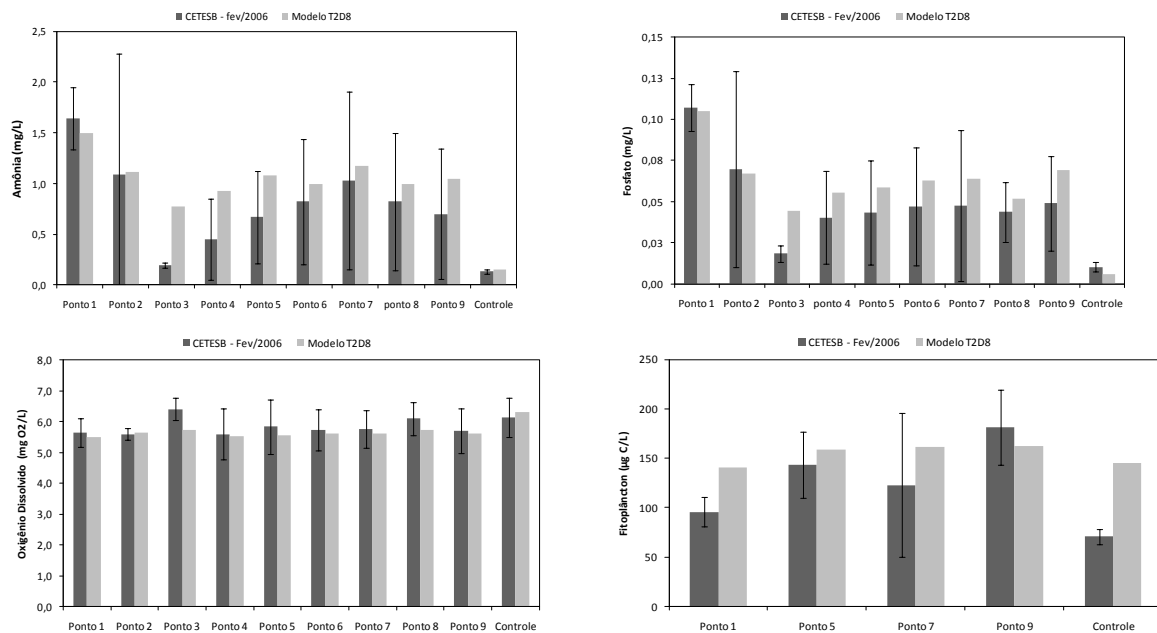 CETESB - fev/2006 Modelo T2D8
Amônia (mg/L)
2,5
2,0
1,5
1,0
0,5
0,0
Ponto 1 Ponto 2 Ponto 3 Ponto 4 Ponto 5 Ponto 6 Ponto 7 ponto 8 Ponto 9 Controle
CETESB - Fev/2006 Modelo T2D8
Fosfato (mg/L)
0,15
0,13
0,10
0,08
0,05
0,03
0,00
Ponto 1 Ponto 2 Ponto 3 ponto 4 Ponto 5 Ponto 6 Ponto 7 Ponto 8 Ponto 9 Controle
CETESB - Fev/2006 Modelo T2D8
Oxigênio Dissolvido (mg O2/L)
8,0
7,0
6,0
5,0
4,0
3,0
2,0
1,0
0,0
Ponto 1 Ponto 2 Ponto 3 Ponto 4 Ponto 5 Ponto 6 Ponto 7 Ponto 8 Ponto 9 Controle
CETESB - Fev/2006 Modelo T2D8
Fitoplâncton (µg C/L)
250
200
150
100
50
0
Ponto 1 Ponto 5 Ponto 7 Ponto 9 Controle